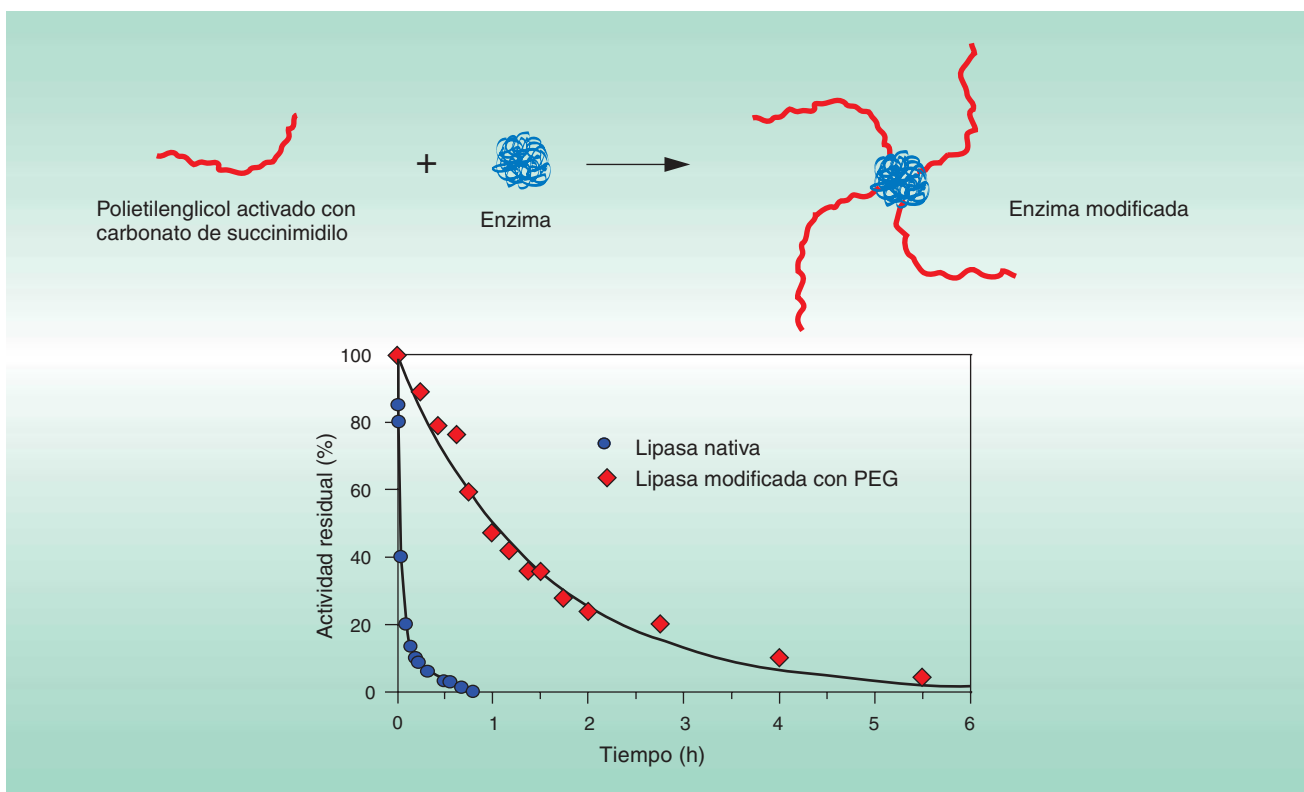 +
Polietilenglicol activado con
carbonato de succinimidilo
Enzima
Enzima modificada
100
80
60
40
20
0
Actividad residual (%)
Lipasa nativa
Lipasa modificada con PEG
0 1 2 3 4 5 6
Tiempo (h)